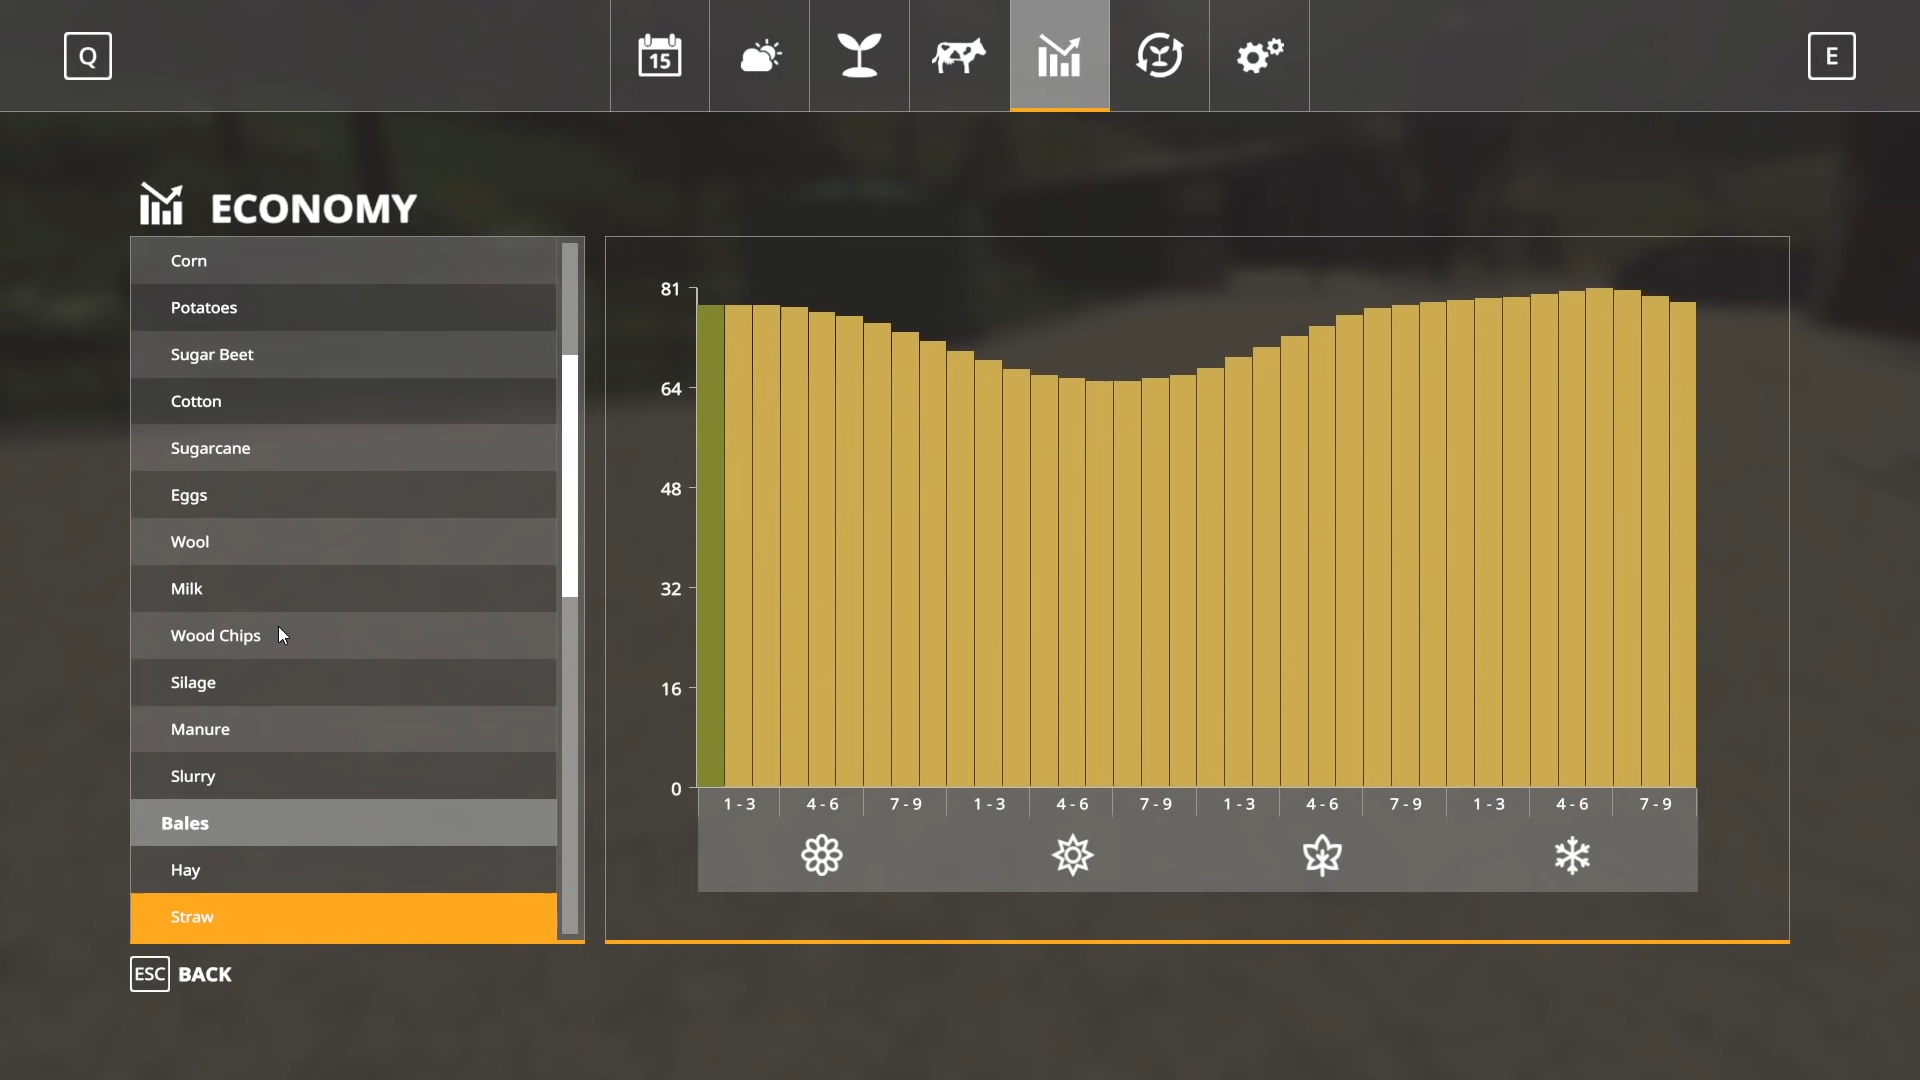 Q
15
E
ECONOMY
Corn
Potatoes
Sugar Beet
Cotton
Sugarcane
Eggs
Wool
Milk
Wood Chips
Silage
Manure
Slurry
Bales
Hay
Straw
81
64
48
32
16
0
1 - 3 4 - 6 7 - 9 1 - 3 4 - 6 7 - 9 1 - 3 4 - 6 7 - 9 1 - 3 4 - 6 7 - 9
ESC BACK